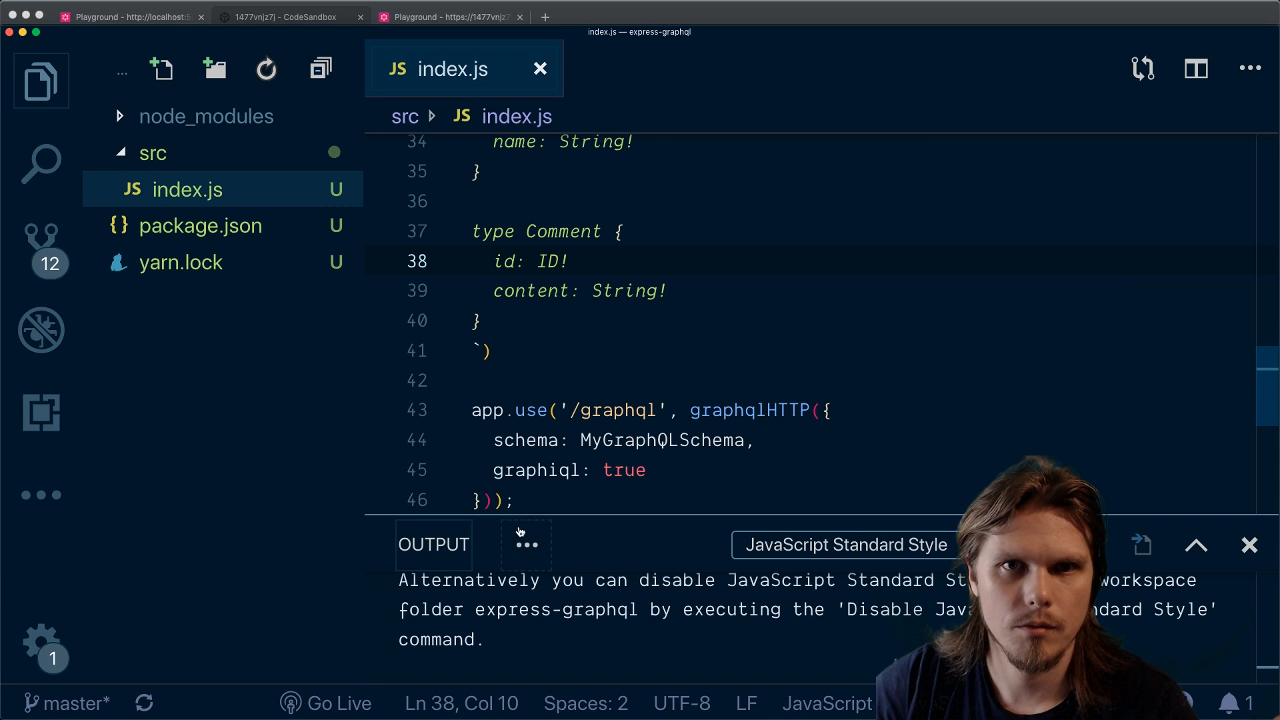 Playground - http://localhost:5
1477vnjz7j - CodeSandbox
Playground - https://1477vnjz7
index.js — express-graphql
JS index.js
src JS index.js
node_modules
src
JS index.js U
{ } package.json U
yarn.lock U
12
1
34 name: String!
35 }
36
37 type Comment {
38 id: ID!
39 content: String!
40 }
41 `)
42
43 app.use('/graphql', graphqlHTTP({
44 schema: MyGraphQLSchema,
45 graphiql: true
46 }));
OUTPUT
JavaScript Standard Style
Alternatively you can disable JavaScript Standard workspace
folder express-graphql by executing the 'Disable Style'
command.
master* Go Live Ln 38, Col 10 Spaces: 2 UTF-8 LF JavaScript 1